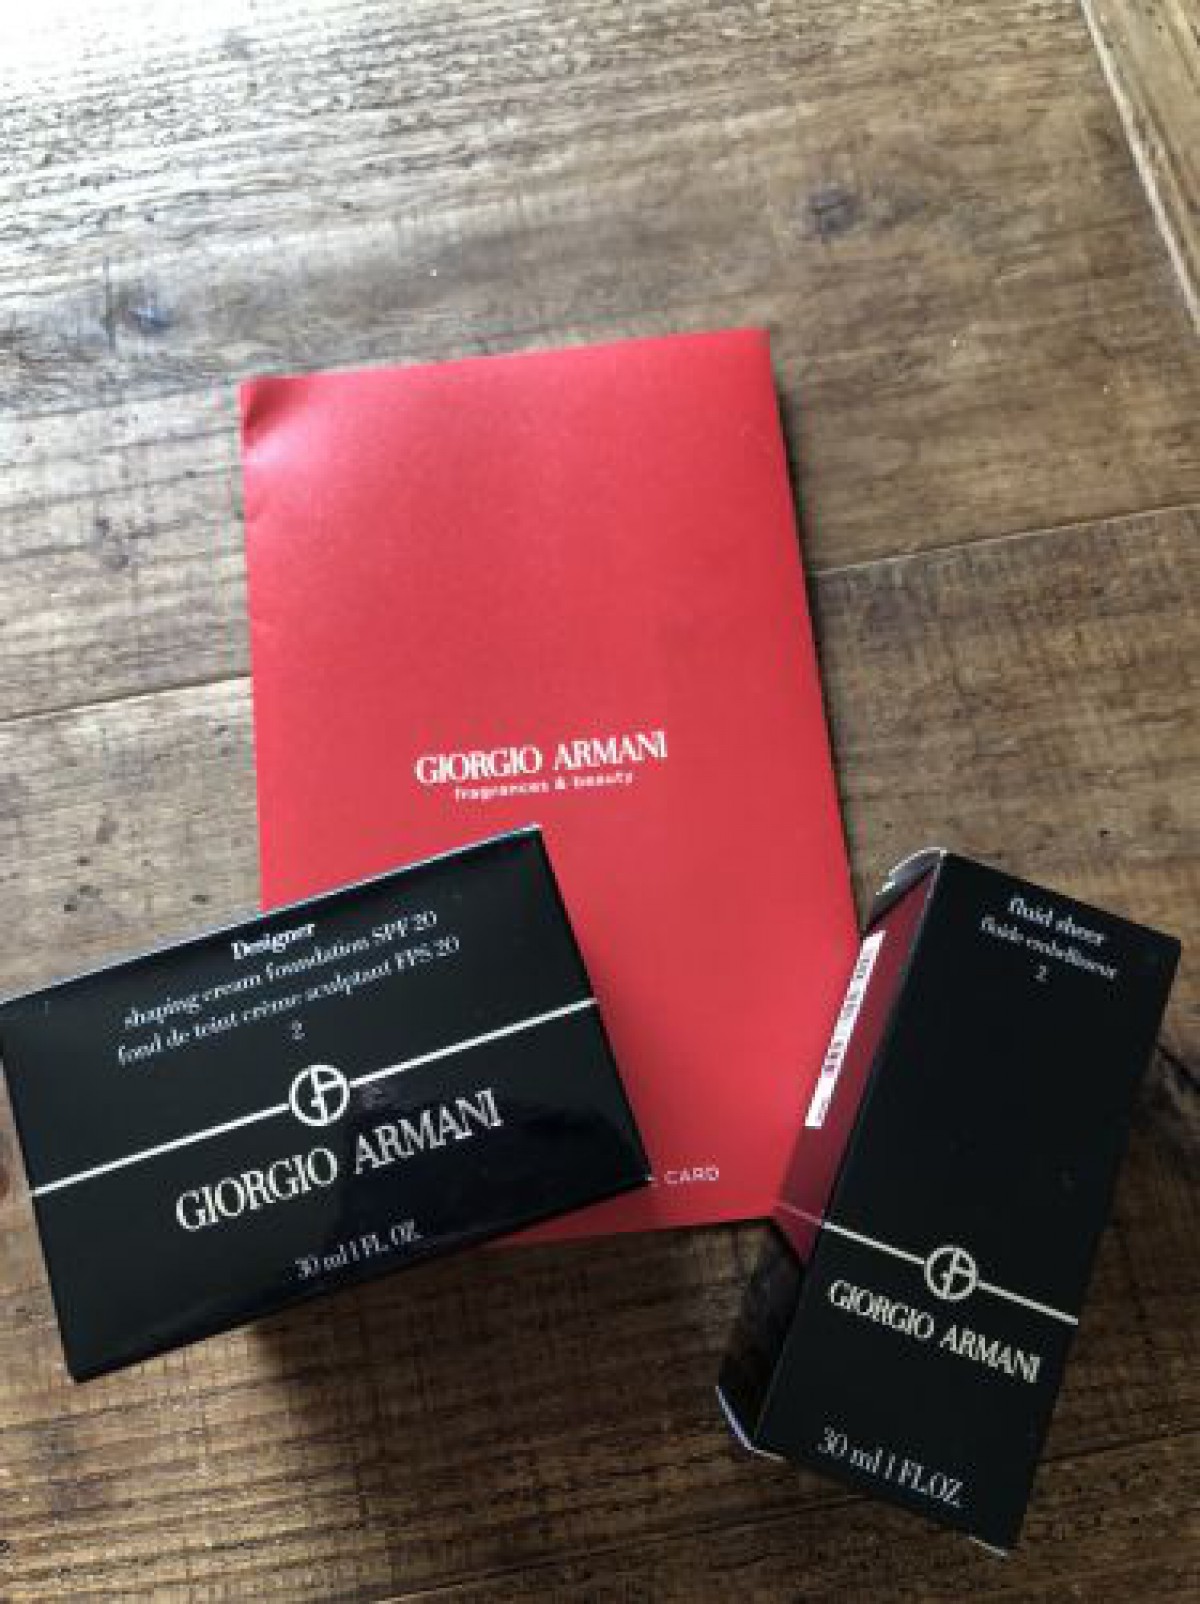 GIORGIO ARMANI
fragrances & beauty
CARD
Designer
shaping cream foundation SPF 20
fond de teint crème sculptant FPS 20
2
GIORGIO ARMANI
30 ml 1 FL. OZ.
fluid sheer
fluide embellisseur
2
GIORGIO ARMANI
30 ml 1 FL.OZ